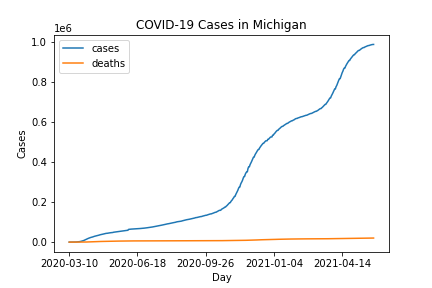 COVID-19 Cases in Michigan
1e6
cases
deaths
1.0
0.8
0.6
0.4
0.2
0.0
Cases
2020-03-10 2020-06-18 2020-09-26 2021-01-04 2021-04-14
Day